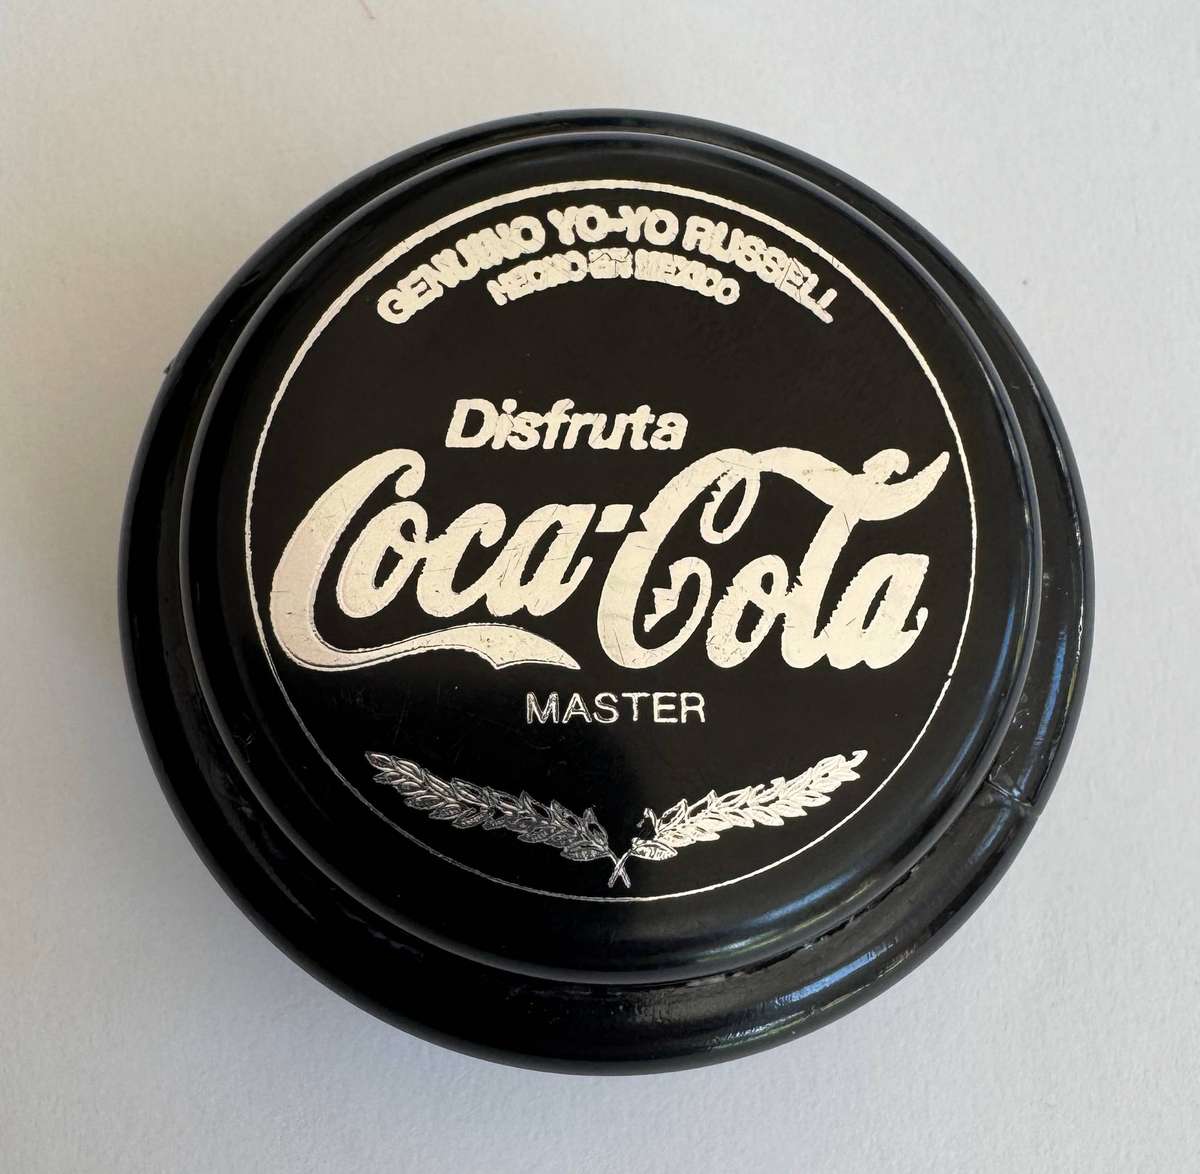 GENUINO YO-YO RUSSELL
HECHO EN MEXICO
Disfruta
Coca-Cola
MASTER